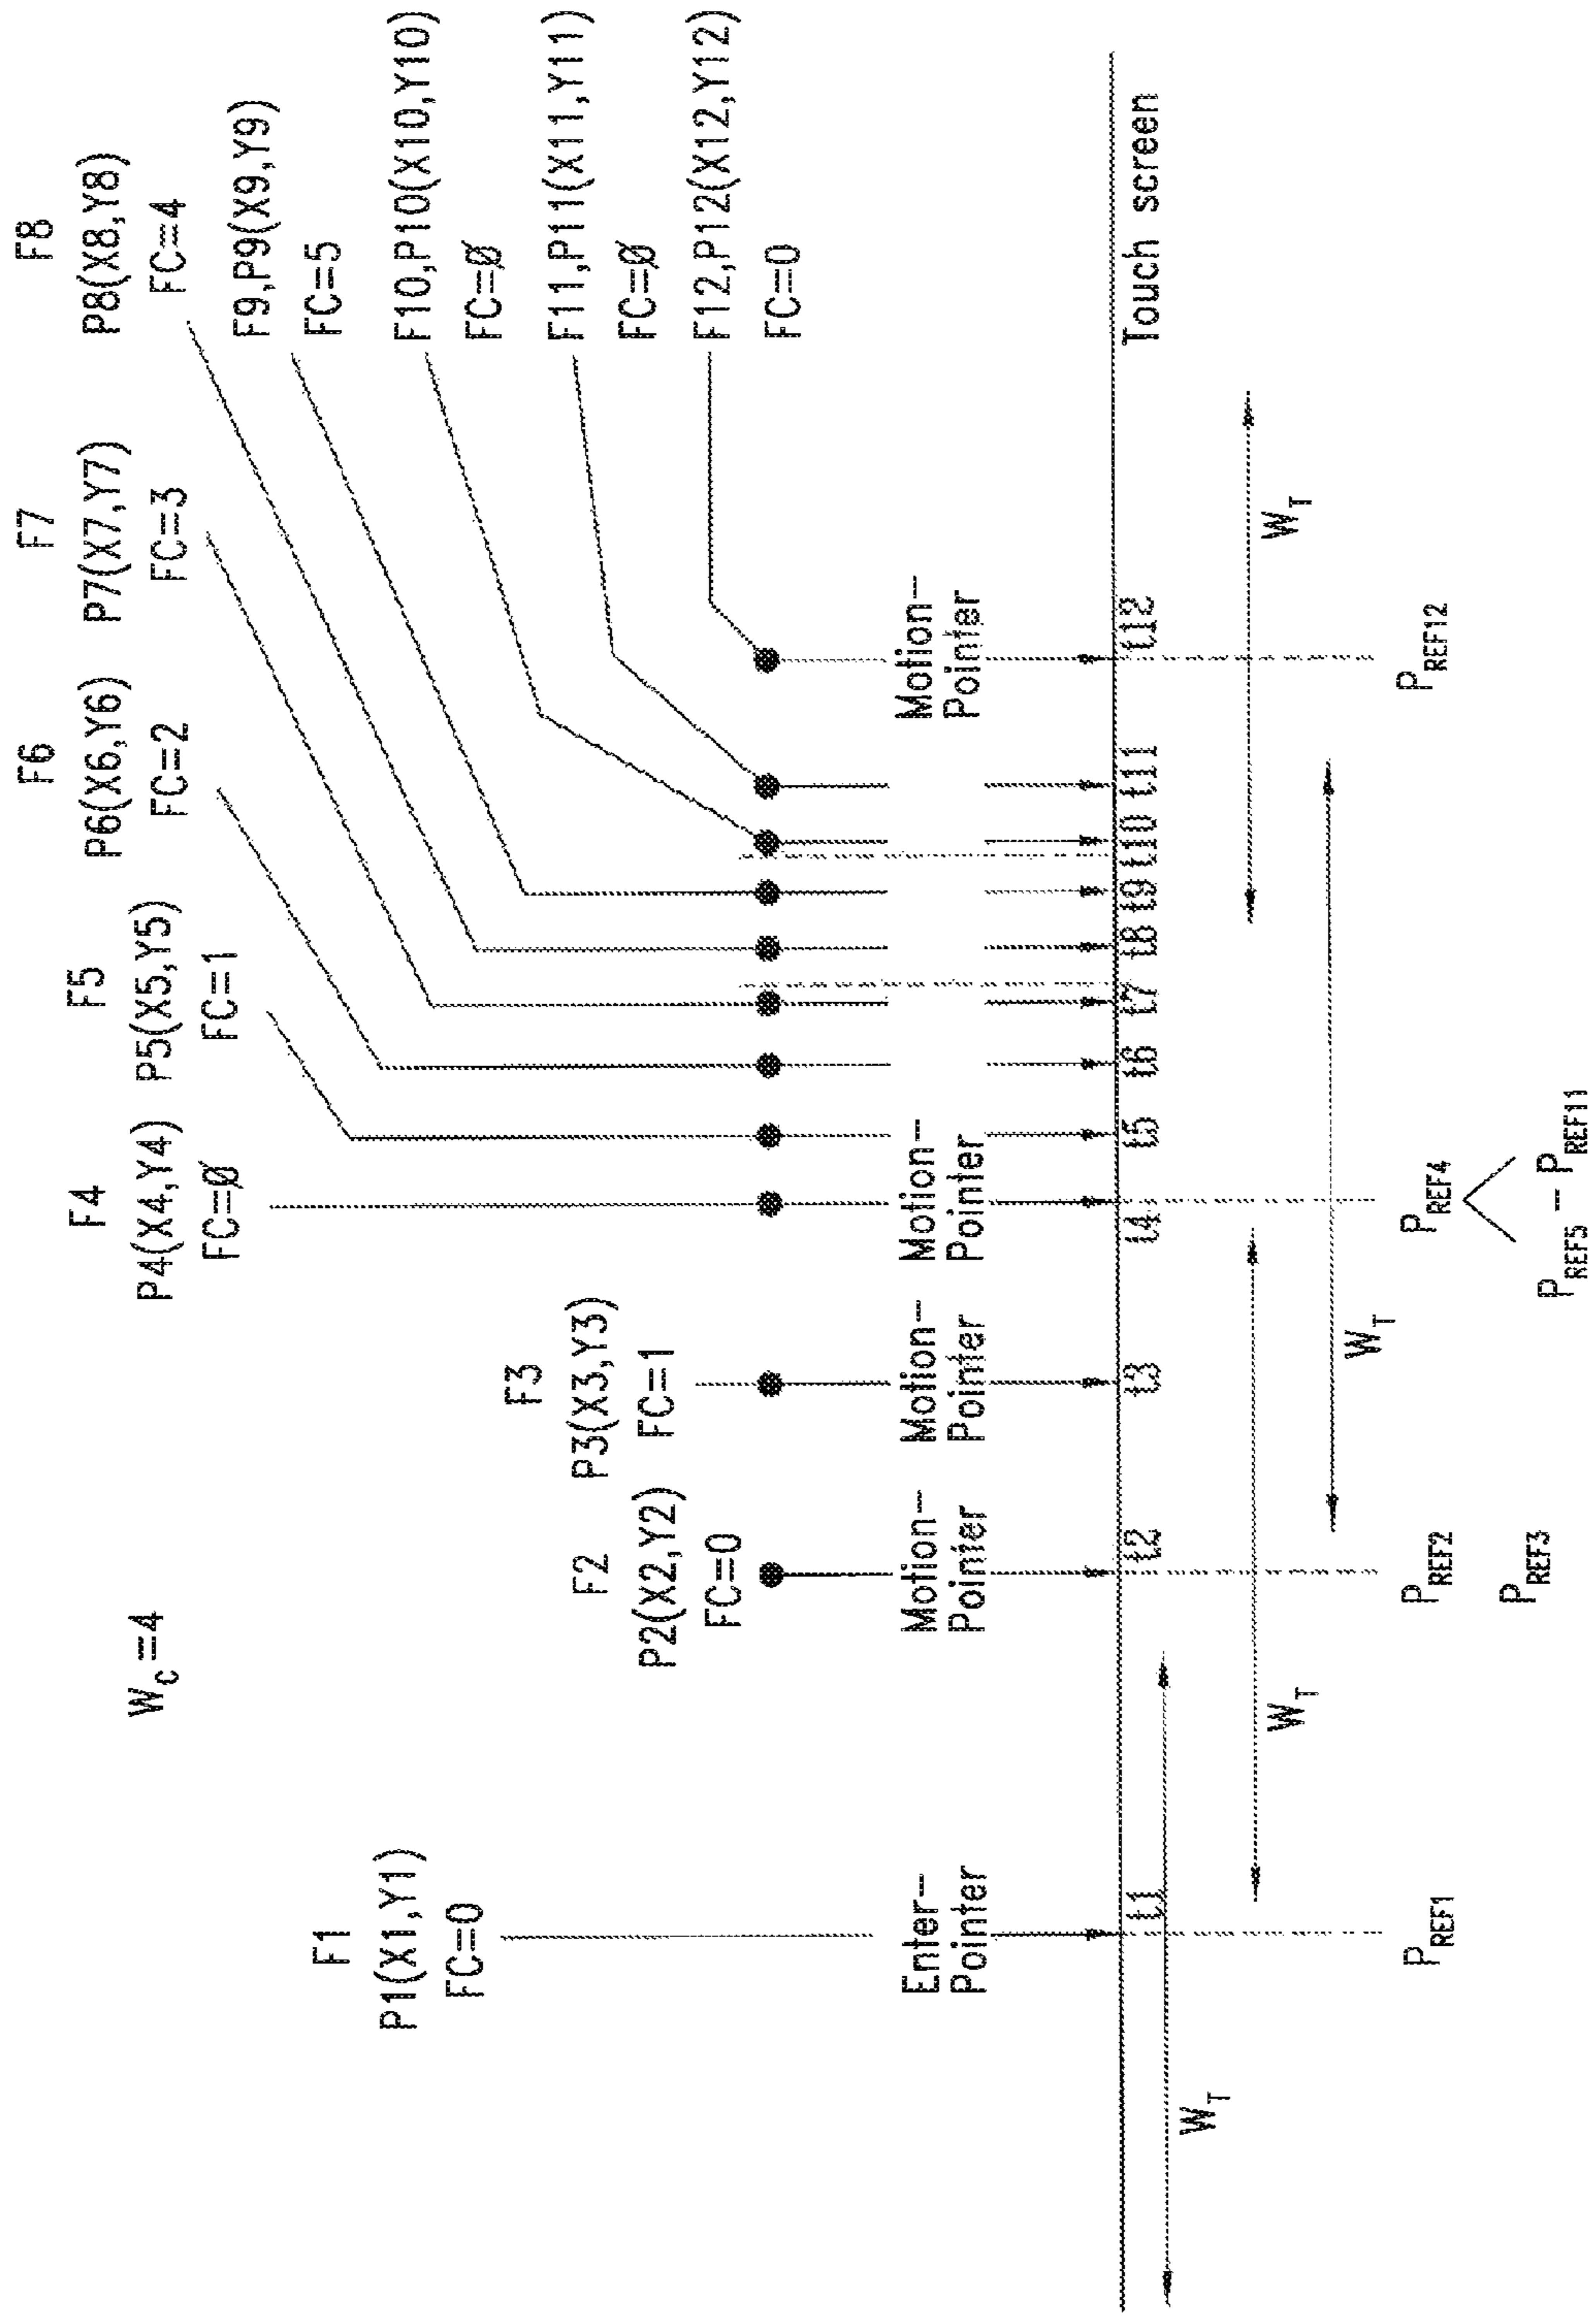 W_C=4
F1
P1(X1,Y1)
FC=0
F2
P2(X2,Y2)
FC=0
F3
P3(X3,Y3)
FC=1
F4
P4(X4,Y4)
FC=Ø
F5
P5(X5,Y5)
FC=1
F6
P6(X6,Y6)
FC=2
F7
P7(X7,Y7)
FC=3
F8
P8(X8,Y8)
FC=4
F9,P9(X9,Y9)
FC=5
F10,P10(X10,Y10)
FC=Ø
F11,P11(X11,Y11)
FC=Ø
F12,P12(X12,Y12)
FC=0
Enter-
Pointer
Motion-
Pointer
Motion-
Pointer
Motion-
Pointer
Motion-
Pointer
t1
t2
t3
t4
t5
t6
t7
t8
t9
t10
t11
t12
Touch screen
W_T
W_T
W_T
W_T
P_REF1
P_REF2
P_REF3
P_REF4
P_REF5 - P_REF11
P_REF12